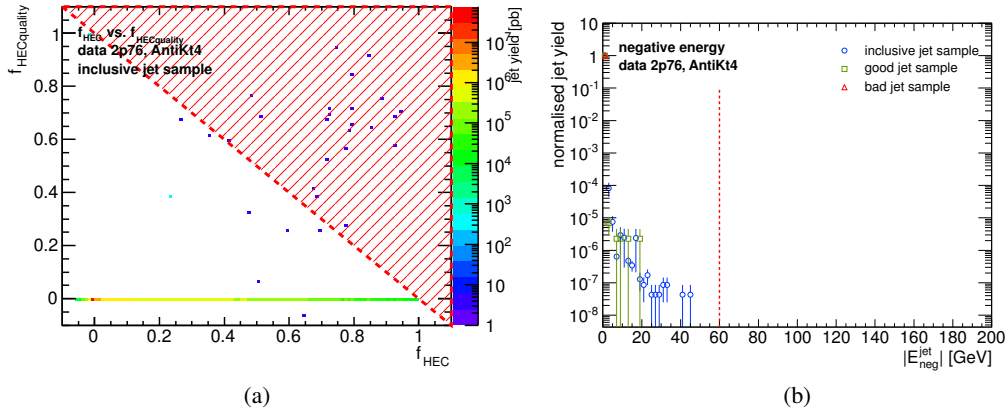 f_HEC vs. f_HECquality
data 2p76, AntiKt4
inclusive jet sample
f_HECquality
1
0.8
0.6
0.4
0.2
0
0 0.2 0.4 0.6 0.8 1
f_HEC
jet yield [pb]
10^7
10^6
10^5
10^4
10^3
10^2
10
1
(a)
negative energy
data 2p76, AntiKt4
inclusive jet sample
good jet sample
bad jet sample
normalised jet yield
10
1
10^-1
10^-2
10^-3
10^-4
10^-5
10^-6
10^-7
10^-8
0 20 40 60 80 100 120 140 160 180 200
|E_neg^jet| [GeV]
(b)